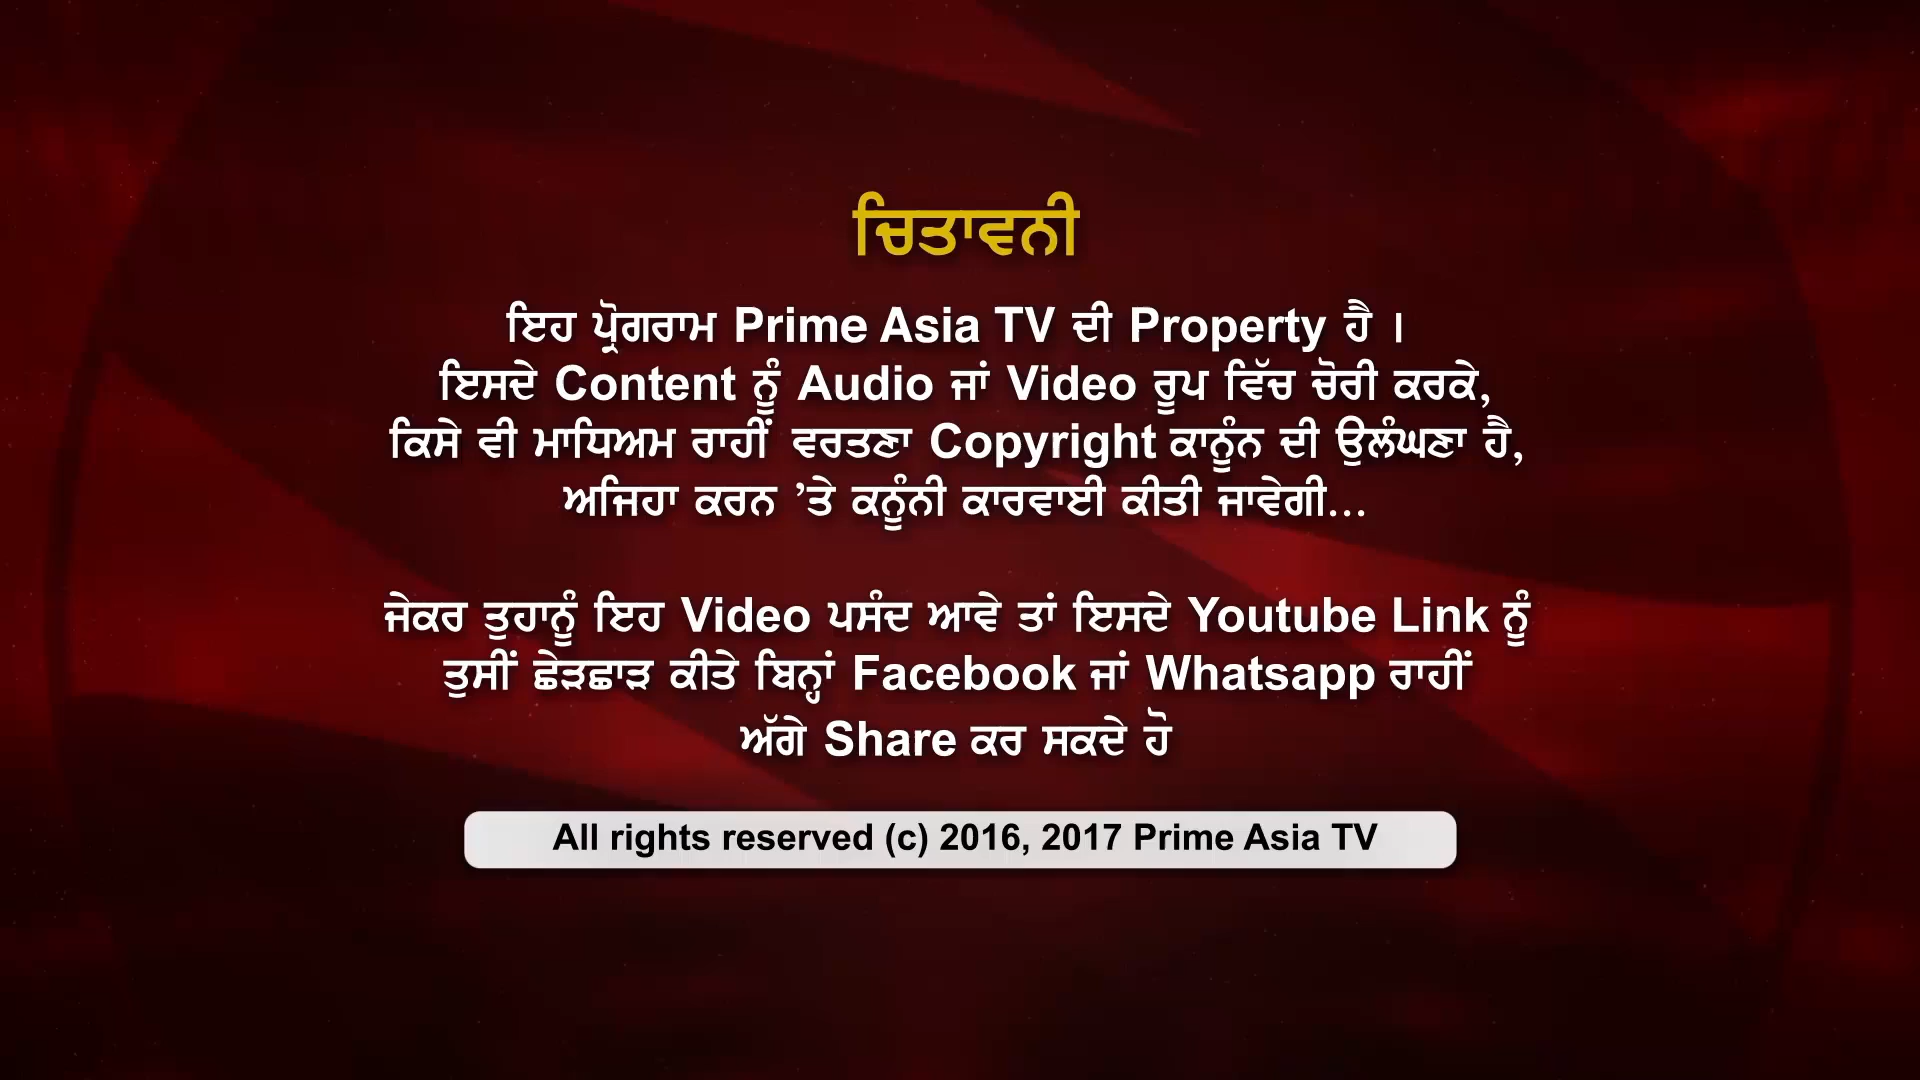 ਚਿਤਾਵਨੀ
ਇਹ ਪ੍ਰੋਗਰਾਮ Prime Asia TV ਦੀ Property ਹੈ ।
ਇਸਦੇ Content ਨੂੰ Audio ਜਾਂ Video ਰੂਪ ਵਿੱਚ ਚੋਰੀ ਕਰਕੇ,
ਕਿਸੇ ਵੀ ਮਾਧਿਅਮ ਰਾਹੀਂ ਵਰਤਣਾ Copyright ਕਾਨੂੰਨ ਦੀ ਉਲੰਘਣਾ ਹੈ,
ਅਜਿਹਾ ਕਰਨ ’ਤੇ ਕਨੂੰਨੀ ਕਾਰਵਾਈ ਕੀਤੀ ਜਾਵੇਗੀ...
ਜੇਕਰ ਤੁਹਾਨੂੰ ਇਹ Video ਪਸੰਦ ਆਵੇ ਤਾਂ ਇਸਦੇ Youtube Link ਨੂੰ
ਤੁਸੀਂ ਛੇੜਛਾੜ ਕੀਤੇ ਬਿਨ੍ਹਾਂ Facebook ਜਾਂ Whatsapp ਰਾਹੀਂ
ਅੱਗੇ Share ਕਰ ਸਕਦੇ ਹੋ
All rights reserved (c) 2016, 2017 Prime Asia TV